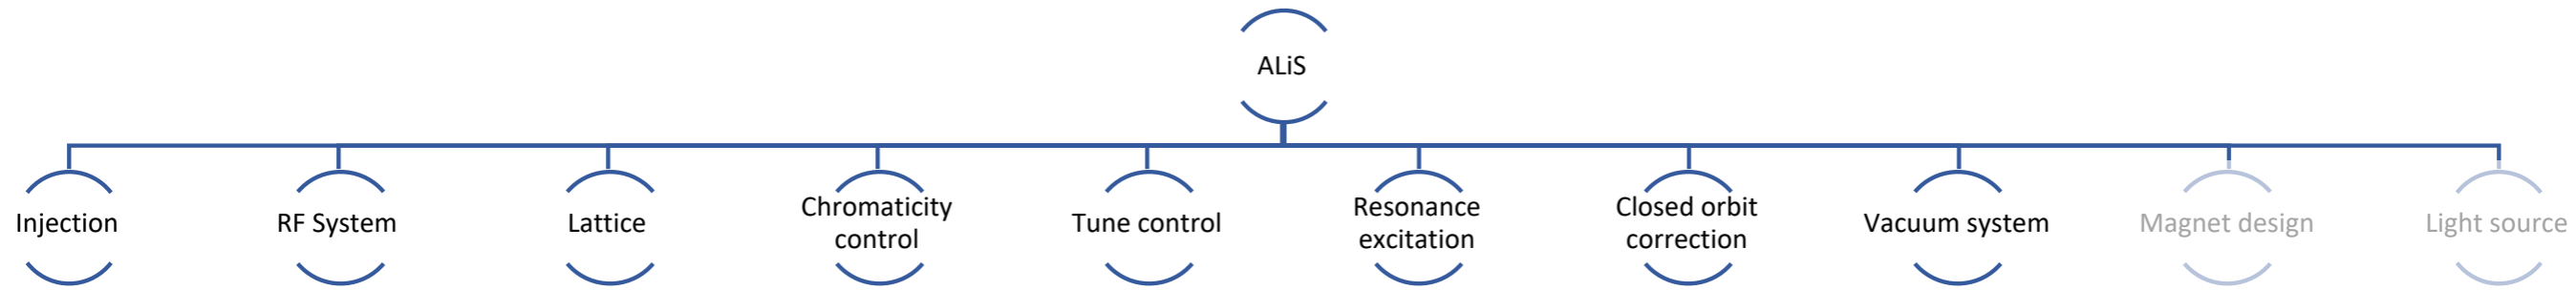 ALiS
Injection
RF System
Lattice
Chromaticity
control
Tune control
Resonance
excitation
Closed orbit
correction
Vacuum system
Magnet design
Light source